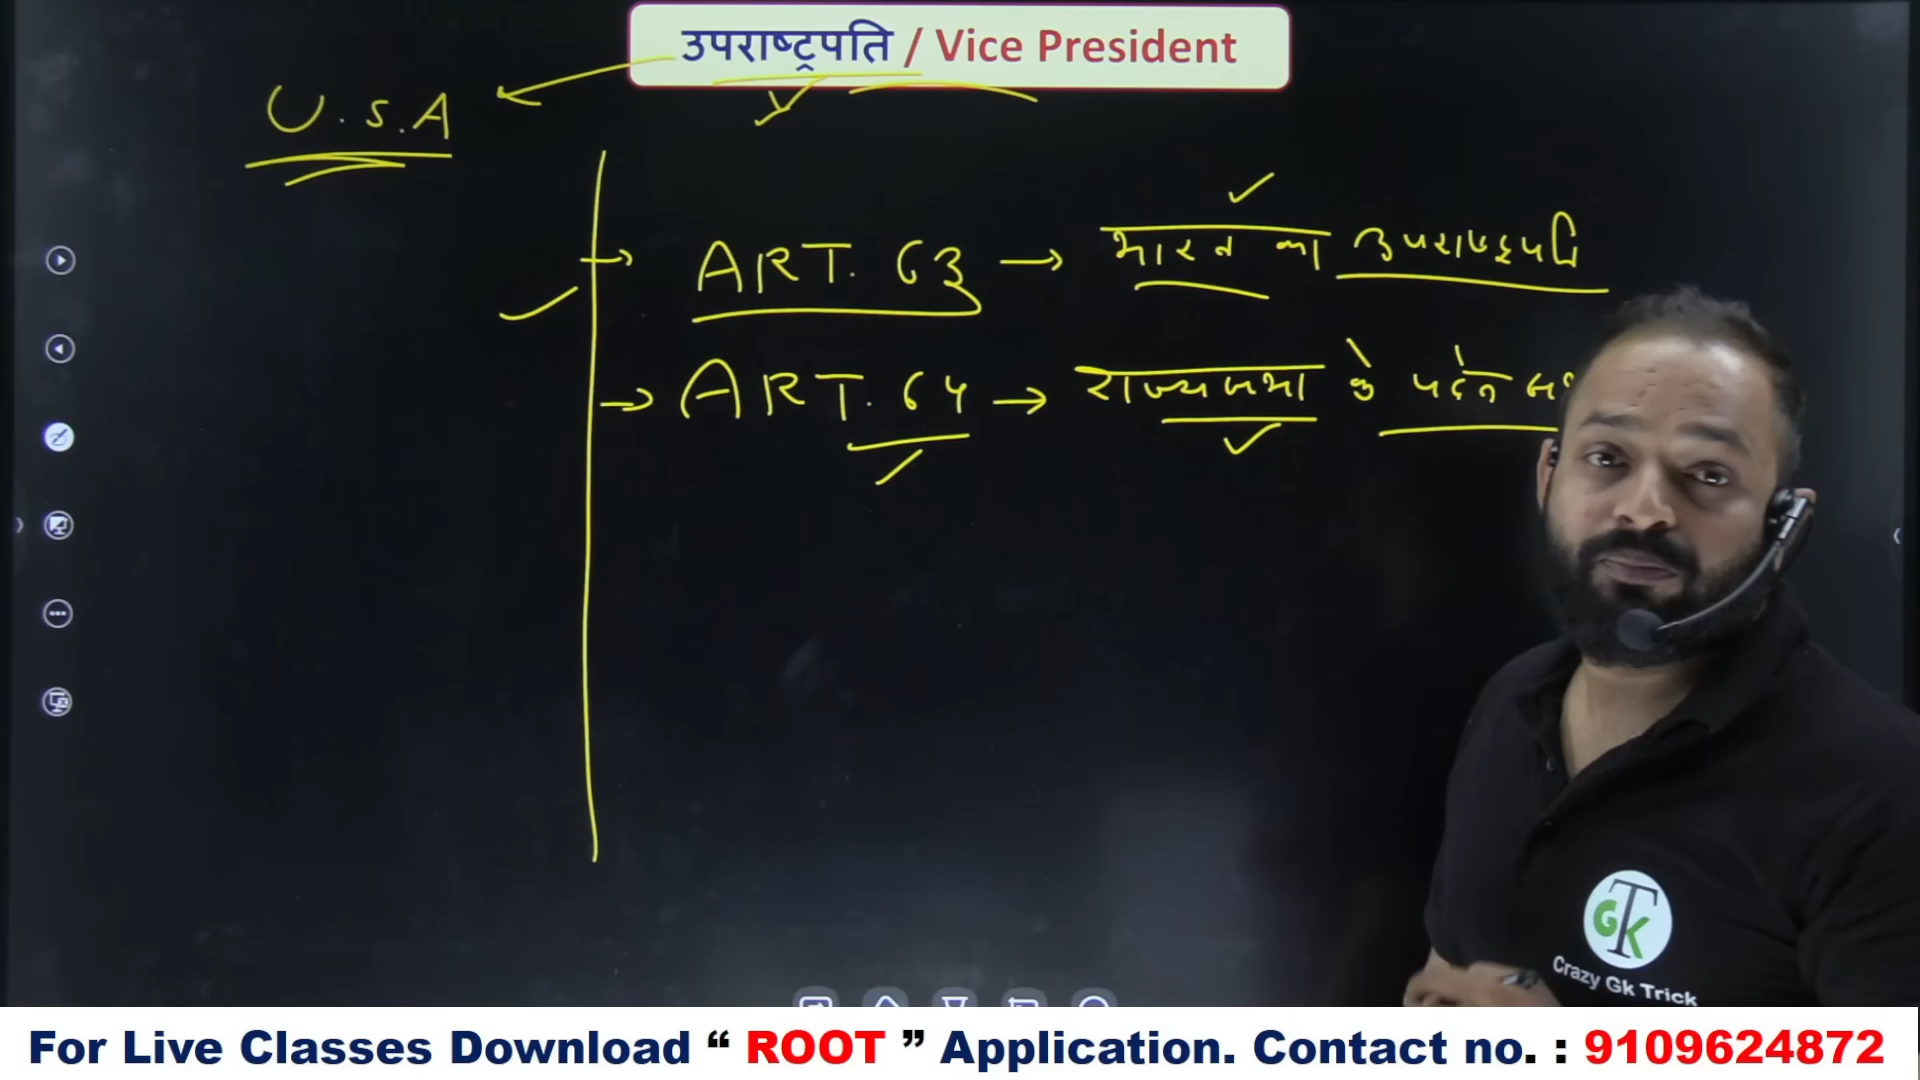 उपराष्ट्रपति / Vice President
U.S.A
→ ART. 63 → भारत का उपराष्ट्रपति
→ ART. 64 → राज्यसभा के पदेन
GTK
Crazy Gk Trick
For Live Classes Download “ ROOT ” Application. Contact no. : 9109624872